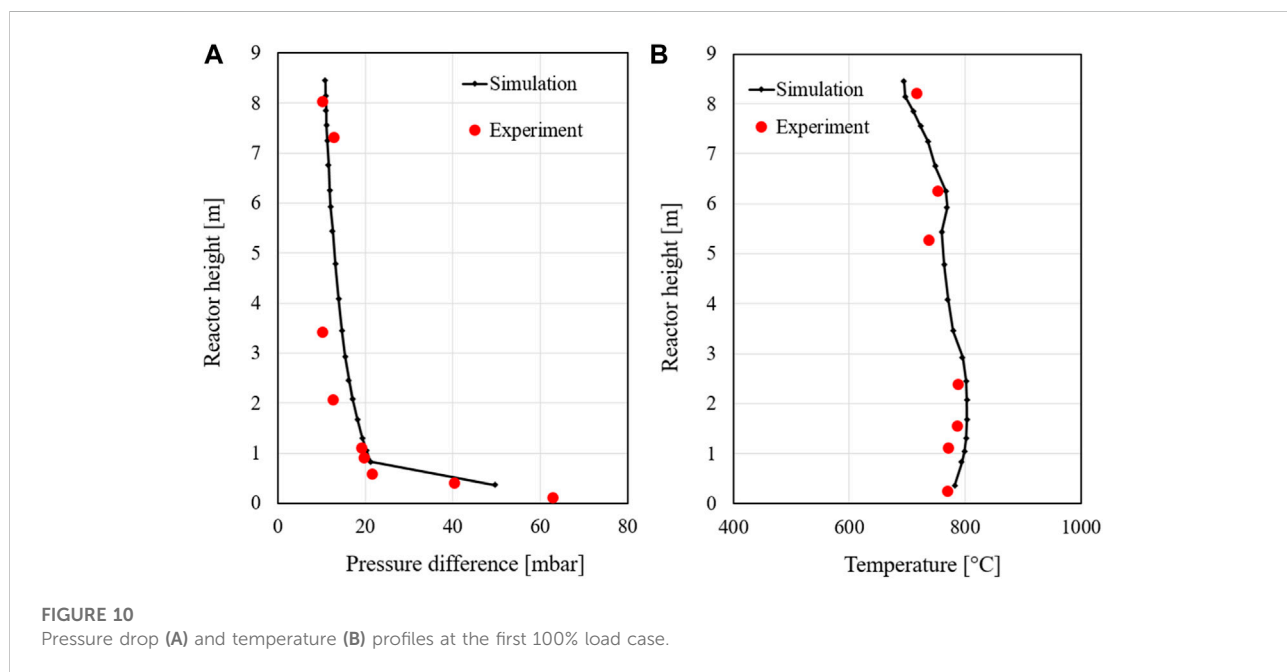 A
9
8
7
6
5
4
3
2
1
0
Reactor height [m]
Simulation
Experiment
0 20 40 60 80
Pressure difference [mbar]
B
9
8
7
6
5
4
3
2
1
0
Reactor height [m]
Simulation
Experiment
400 600 800 1000
Temperature [°C]
FIGURE 10
Pressure drop (A) and temperature (B) profiles at the first 100% load case.